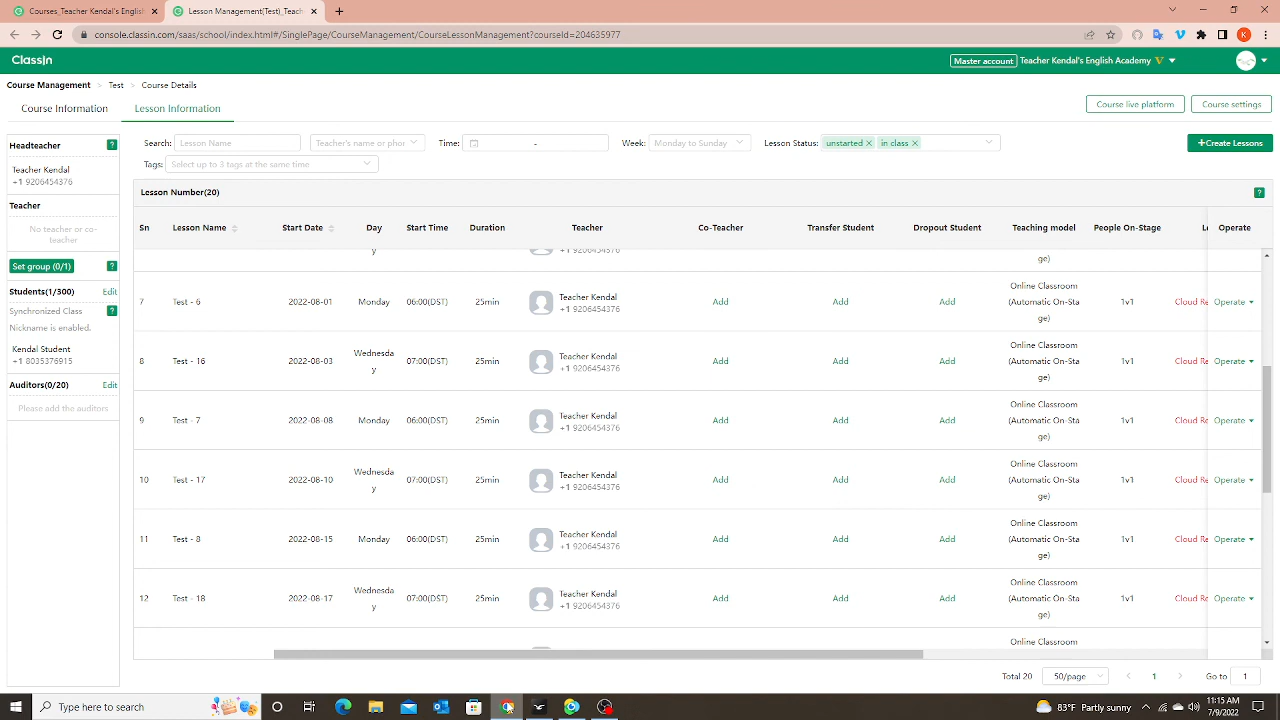 Courses_Teacher Kendal's English
Lesson Management(Test)_Teach
console.classin.com/saas/school/index.html#/SinglePage/CourseManagement/CourseLessonManagement?courseId=204635977
K
ClassIn
Master account Teacher Kendal's English Academy V
Course Management > Test > Course Details
Course Information Lesson Information
Course live platform Course settings
Headteacher ?
Teacher Kendal
+1 9206454376
Teacher
No teacher or co-
teacher
Set group (0/1) ?
Students(1/300) Edit
Synchronized Class ?
Nickname is enabled.
Kendal Student
+1 8035376915
Auditors(0/20) Edit
Please add the auditors
Search: Lesson Name Teacher's name or phor Time: - Week: Monday to Sunday Lesson Status: unstarted in class
+Create Lessons
Tags: Select up to 3 tags at the same time
Lesson Number(20) ?
Sn Lesson Name Start Date Day Start Time Duration Teacher Co-Teacher Transfer Student Dropout Student Teaching model People On-Stage Operate
y ge)
7 Test - 6 2022-08-01 Monday 06:00(DST) 25min Teacher Kendal +1 9206454376 Add Add Add Online Classroom (Automatic On-Sta ge) 1v1 Cloud Re Operate
8 Test - 16 2022-08-03 Wednesda y 07:00(DST) 25min Teacher Kendal +1 9206454376 Add Add Add Online Classroom (Automatic On-Sta ge) 1v1 Cloud Re Operate
9 Test - 7 2022-08-08 Monday 06:00(DST) 25min Teacher Kendal +1 9206454376 Add Add Add Online Classroom (Automatic On-Sta ge) 1v1 Cloud Re Operate
10 Test - 17 2022-08-10 Wednesda y 07:00(DST) 25min Teacher Kendal +1 9206454376 Add Add Add Online Classroom (Automatic On-Sta ge) 1v1 Cloud Re Operate
11 Test - 8 2022-08-15 Monday 06:00(DST) 25min Teacher Kendal +1 9206454376 Add Add Add Online Classroom (Automatic On-Sta ge) 1v1 Cloud Re Operate
12 Test - 18 2022-08-17 Wednesda y 07:00(DST) 25min Teacher Kendal +1 9206454376 Add Add Add Online Classroom (Automatic On-Sta ge) 1v1 Cloud Re Operate
Online Classroom
Total 20 50/page < 1 > Go to 1
Type here to search
83°F Partly sunny
11:15 AM
7/9/2022